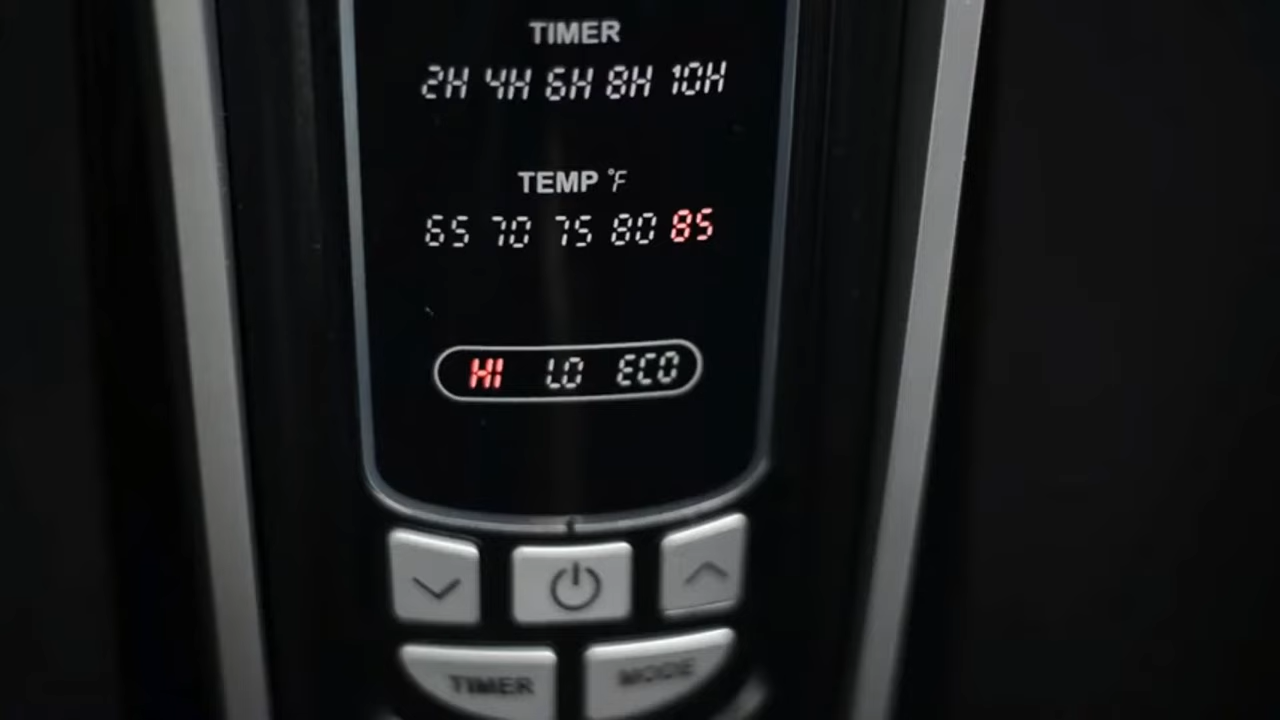 TIMER
2H 4H 6H 8H 10H
TEMP °F
65 70 75 80 85
HI LO ECO
TIMER MODE